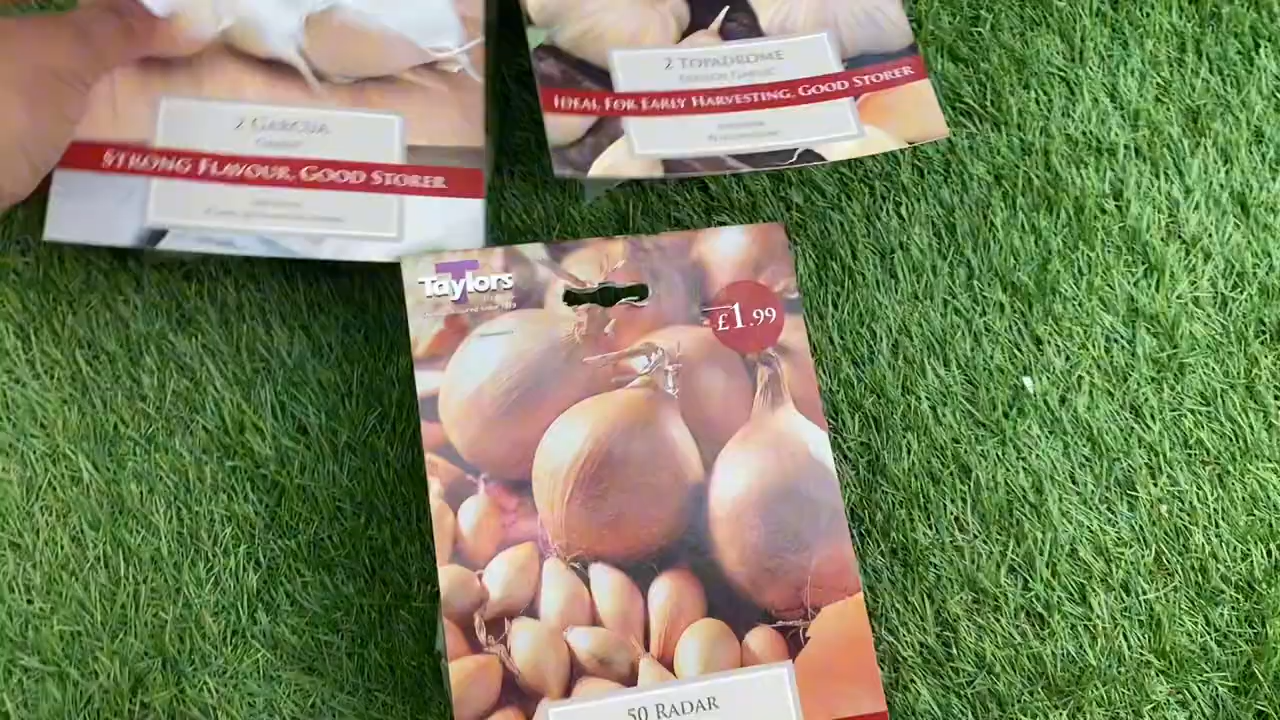 2 GARCUA
STRONG FLAVOUR, GOOD STORER
2 TOPADROME
IDEAL FOR EARLY HARVESTING, GOOD STORER
Taylors
£1.99
50 RADAR